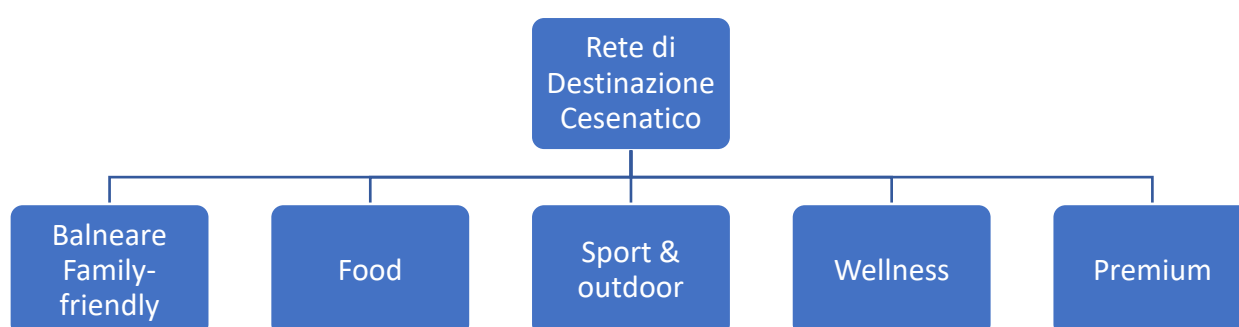 Rete di
Destinazione
Cesenatico
Balneare
Family-
friendly
Food
Sport &
outdoor
Wellness
Premium